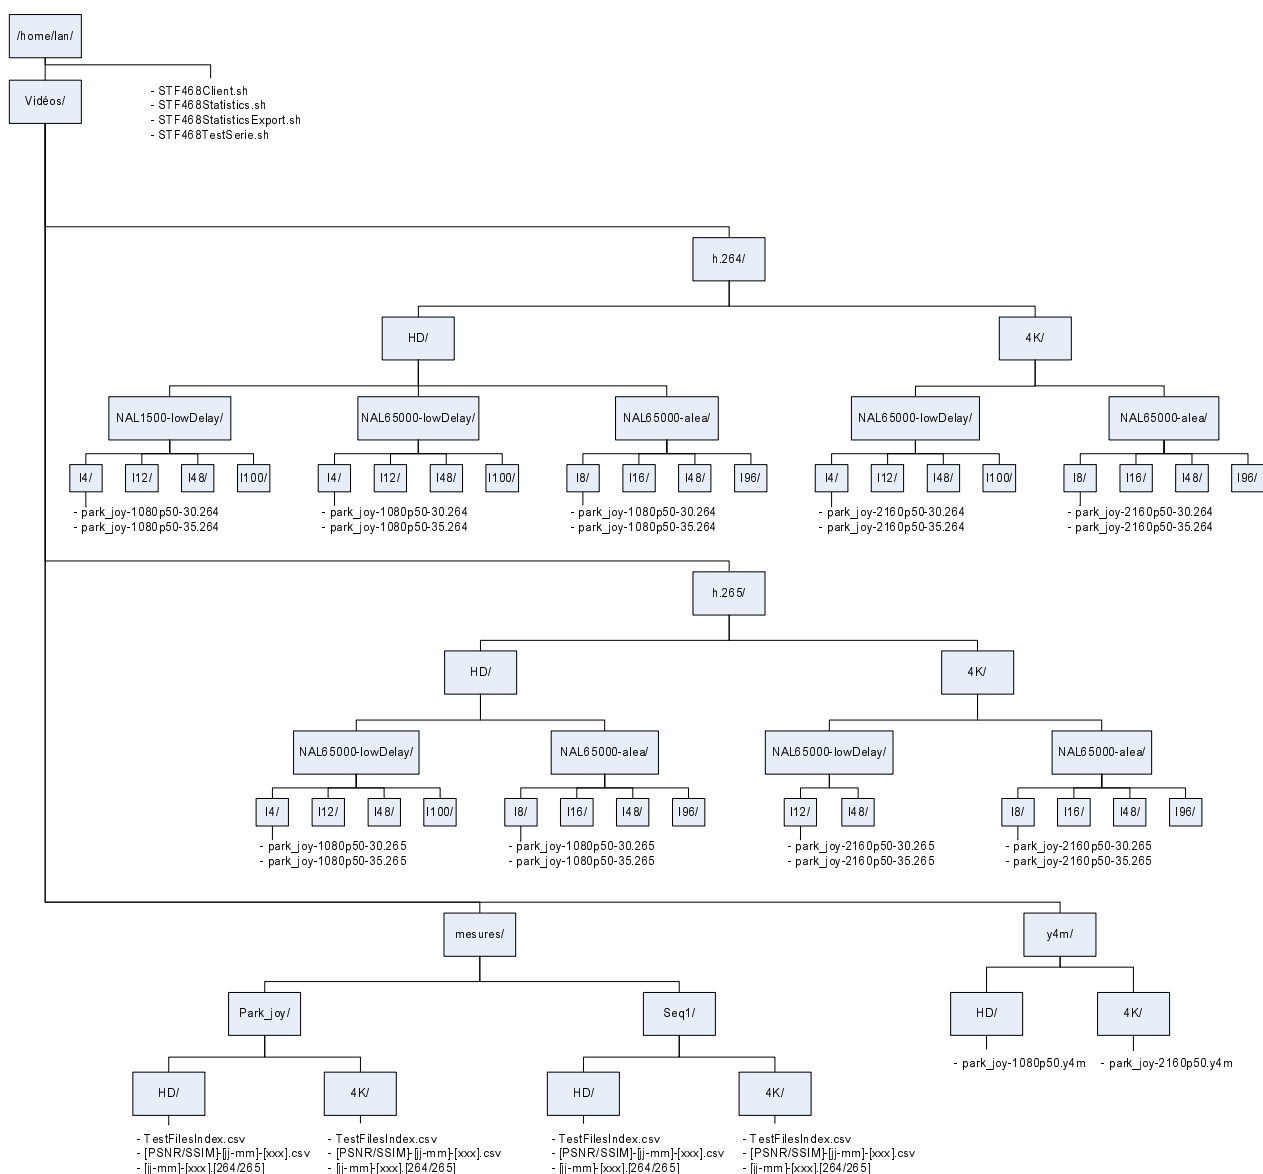 /home/lan/
Vidéos/
- STF468Client.sh
- STF468Statistics.sh
- STF468StatisticsExport.sh
- STF468TestSerie.sh
h.264/
HD/
4K/
NAL1500-lowDelay/
NAL65000-lowDelay/
NAL65000-alea/
NAL65000-lowDelay/
NAL65000-alea/
I4/
I12/
I48/
I100/
I4/
I12/
I48/
I100/
I8/
I16/
I48/
I96/
I4/
I12/
I48/
I100/
I8/
I16/
I48/
I96/
- park_joy-1080p50-30.264
- park_joy-1080p50-35.264
- park_joy-1080p50-30.264
- park_joy-1080p50-35.264
- park_joy-1080p50-30.264
- park_joy-1080p50-35.264
- park_joy-2160p50-30.264
- park_joy-2160p50-35.264
- park_joy-2160p50-30.264
- park_joy-2160p50-35.264
h.265/
HD/
4K/
NAL65000-lowDelay/
NAL65000-alea/
NAL65000-lowDelay/
NAL65000-alea/
I4/
I12/
I48/
I100/
I8/
I16/
I48/
I96/
I12/
I48/
I8/
I16/
I48/
I96/
- park_joy-1080p50-30.265
- park_joy-1080p50-35.265
- park_joy-1080p50-30.265
- park_joy-1080p50-35.265
- park_joy-2160p50-30.265
- park_joy-2160p50-35.265
- park_joy-2160p50-30.265
- park_joy-2160p50-35.265
mesures/
y4m/
Park_joy/
Seq1/
HD/
4K/
- park_joy-1080p50.y4m
- park_joy-2160p50.y4m
HD/
4K/
HD/
4K/
- TestFilesIndex.csv
- [PSNR/SSIM]-[jj-mm]-[xxx].csv
- [jj-mm]-[xxx].[264/265]
- TestFilesIndex.csv
- [PSNR/SSIM]-[jj-mm]-[xxx].csv
- [jj-mm]-[xxx].[264/265]
- TestFilesIndex.csv
- [PSNR/SSIM]-[jj-mm]-[xxx].csv
- [jj-mm]-[xxx].[264/265]
- TestFilesIndex.csv
- [PSNR/SSIM]-[jj-mm]-[xxx].csv
- [jj-mm]-[xxx].[264/265]